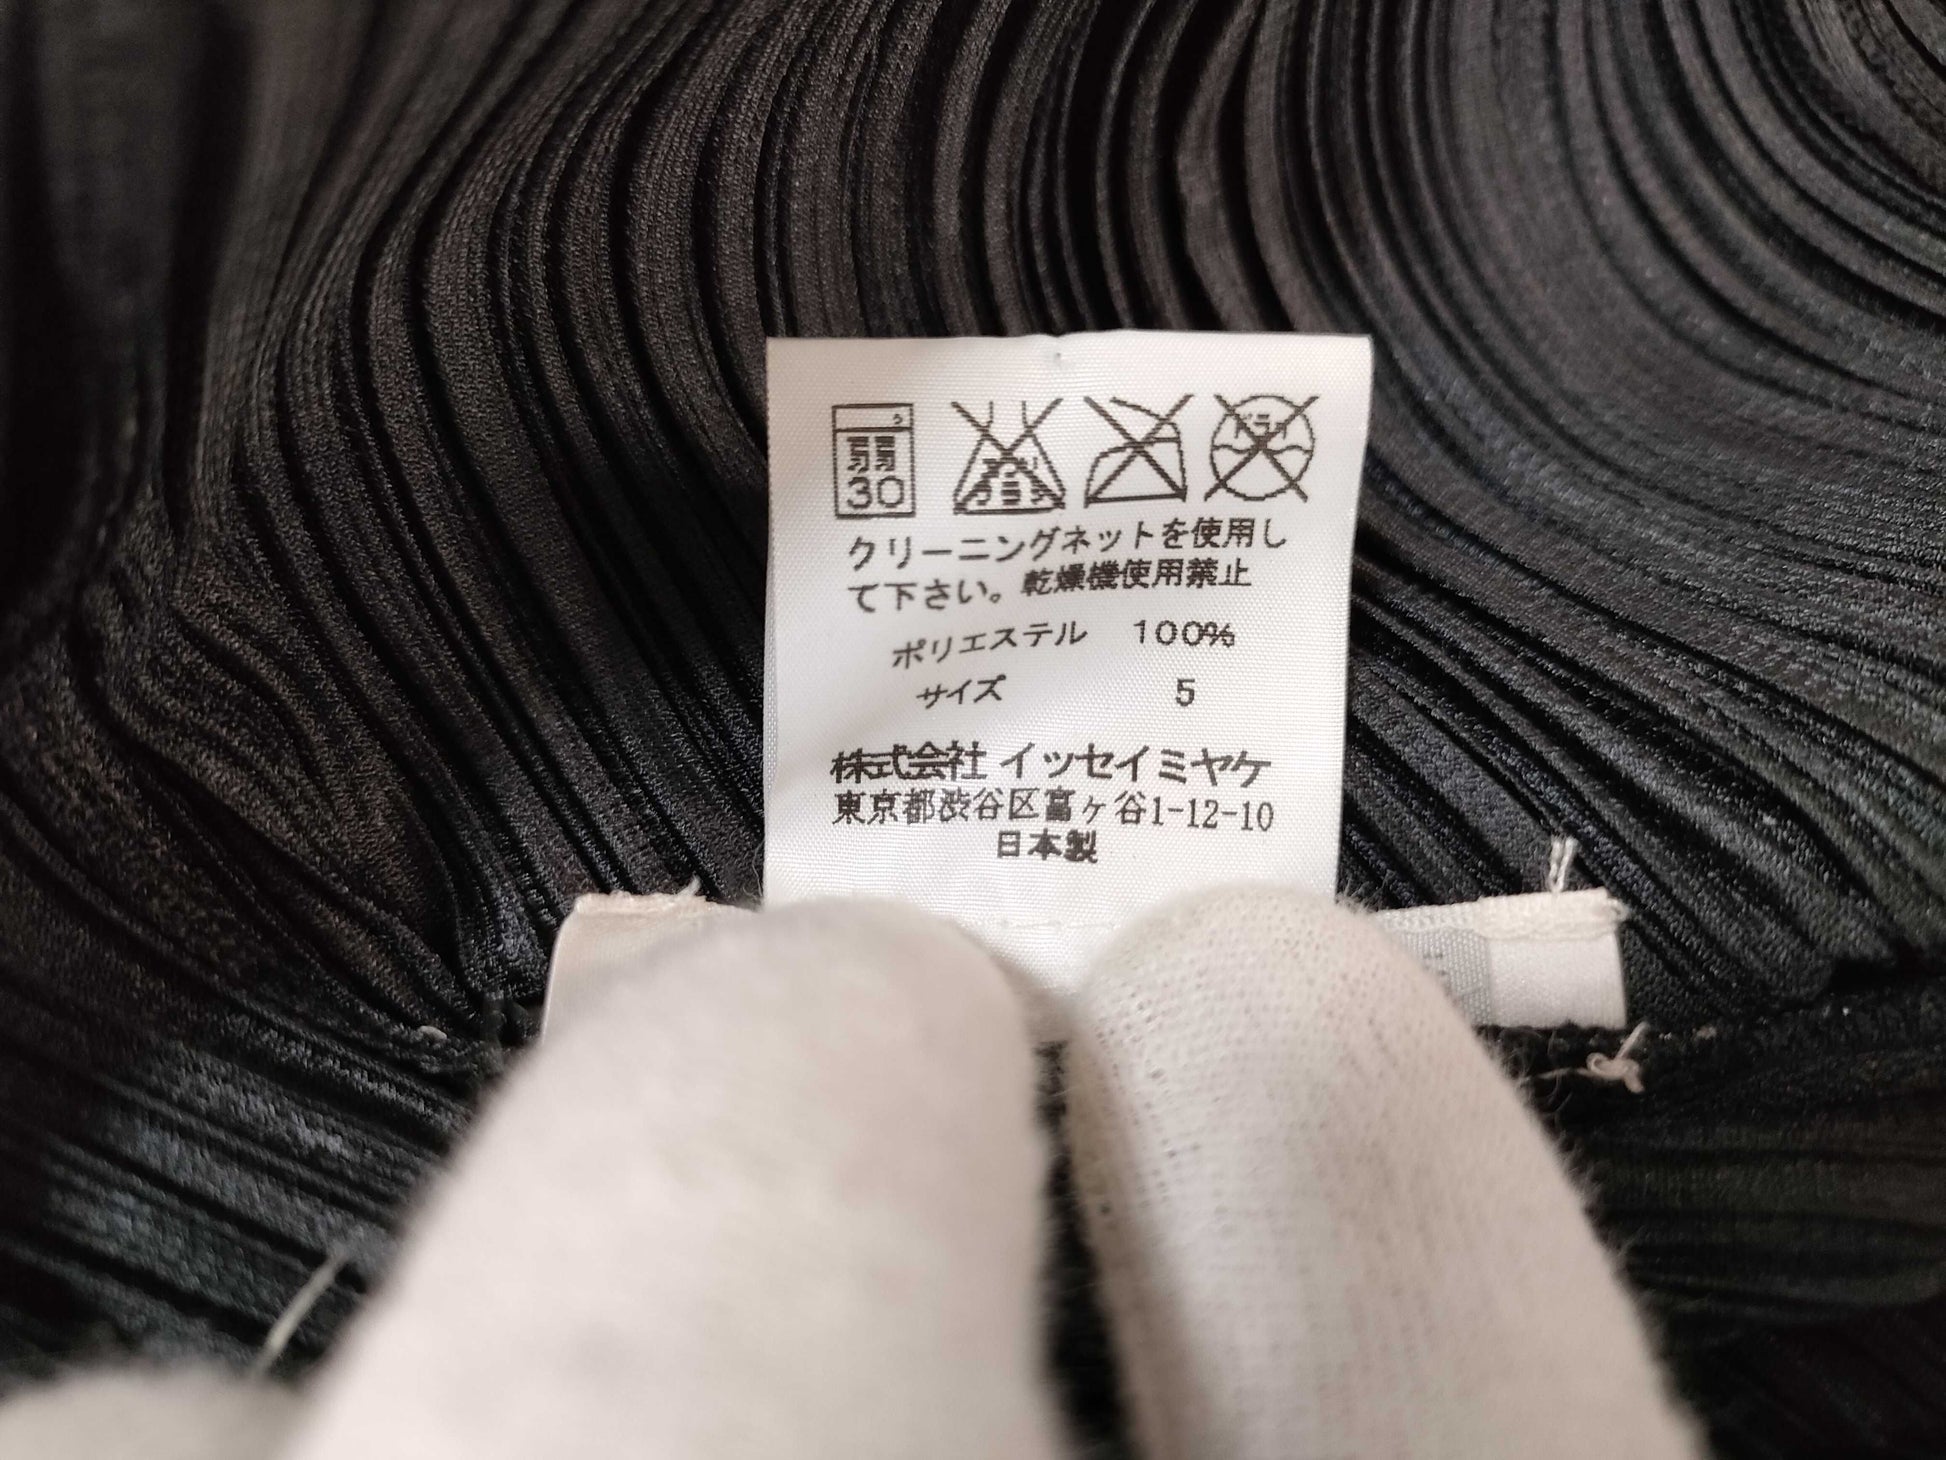 弱
30
ドライ
クリーニングネットを使用し
て下さい。乾燥機使用禁止
ポリエステル 100%
サイズ 5
株式会社 イッセイミヤケ
東京都渋谷区富ヶ谷1-12-10
日本製